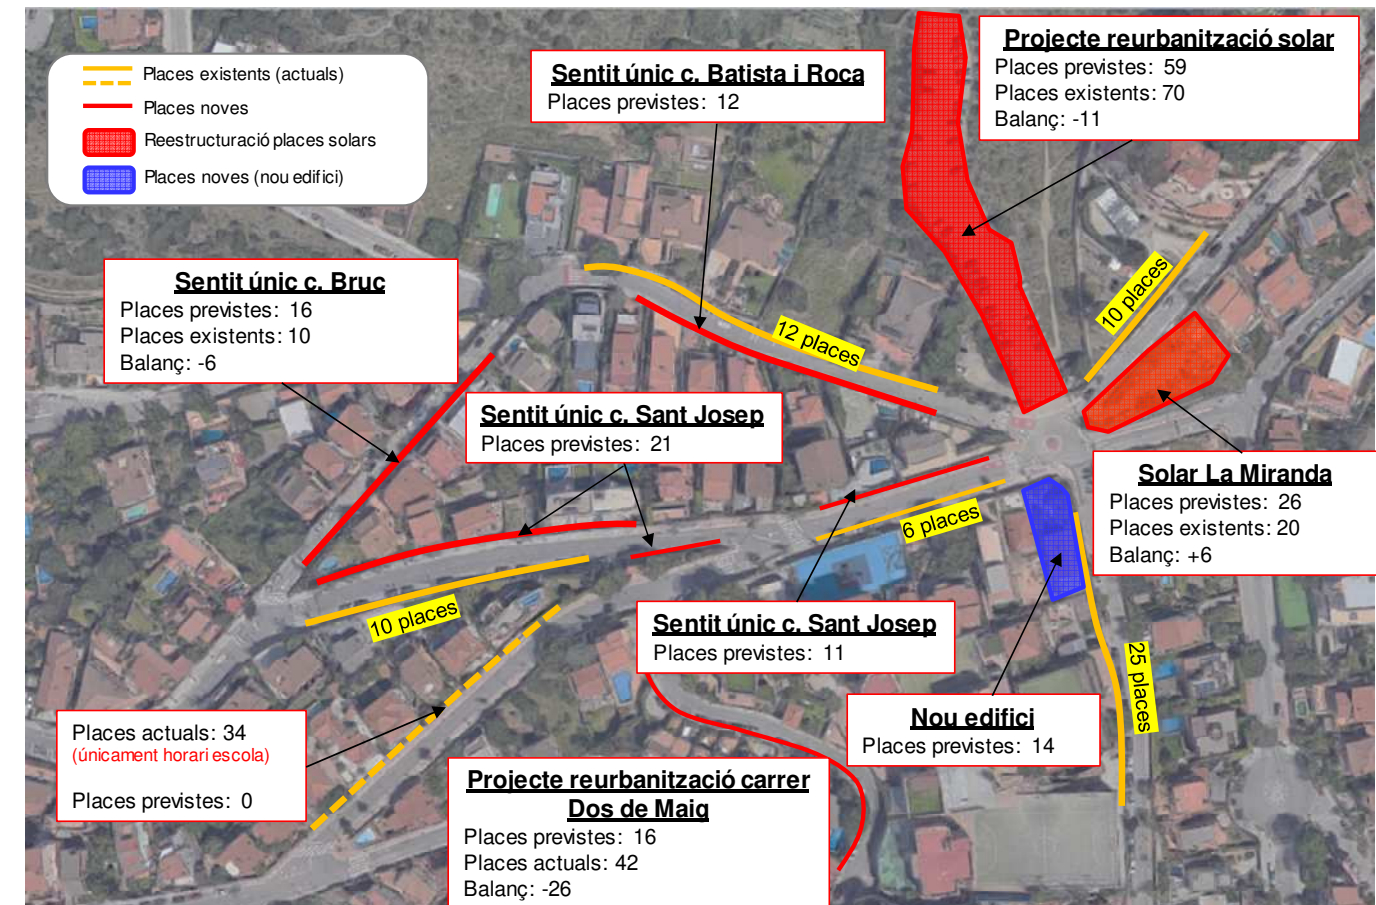 Places existents (actuals)
Places noves
Reestructuració places solars
Places noves (nou edifici)
Sentit únic c. Batista i Roca
Places previstes: 12
Projecte reurbanització solar
Places previstes: 59
Places existents: 70
Balanç: -11
Sentit únic c. Bruc
Places previstes: 16
Places existents: 10
Balanç: -6
12 places
10 places
Sentit únic c. Sant Josep
Places previstes: 21
Solar La Miranda
Places previstes: 26
Places existents: 20
Balanç: +6
6 places
10 places
Sentit únic c. Sant Josep
Places previstes: 11
25 places
Nou edifici
Places previstes: 14
Places actuals: 34
(únicament horari escola)
Places previstes: 0
Projecte reurbanització carrer
Dos de Maig
Places previstes: 16
Places actuals: 42
Balanç: -26